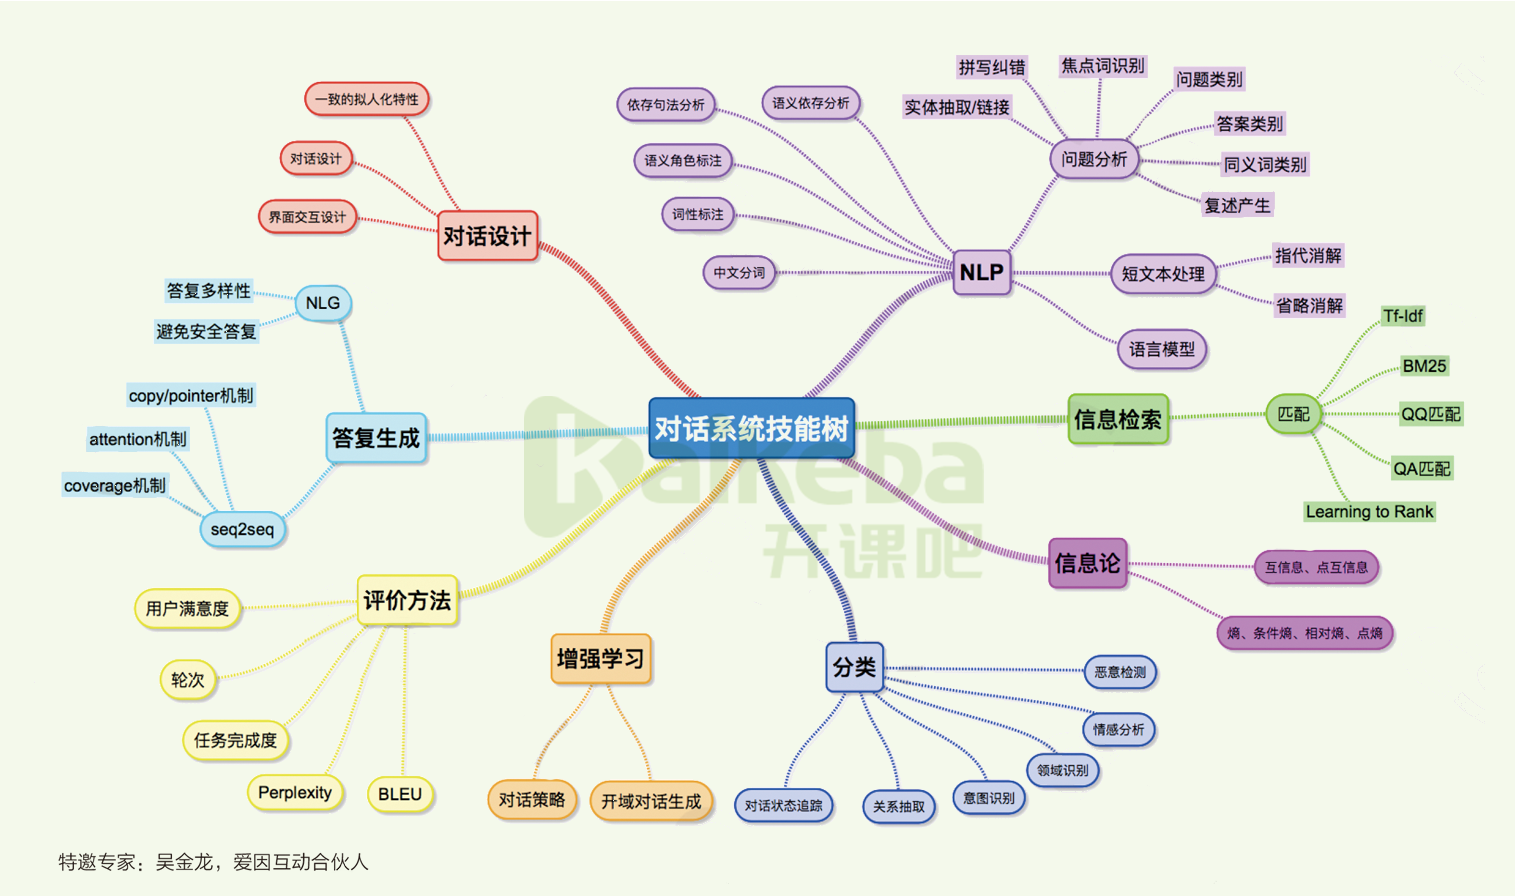 对话系统技能树
对话设计
一致的拟人化特性
对话设计
界面交互设计
NLP
依存句法分析
语义依存分析
语义角色标注
词性标注
中文分词
问题分析
拼写纠错
焦点词识别
问题类别
实体抽取/链接
答案类别
同义词类别
复述产生
短文本处理
指代消解
省略消解
语言模型
答复生成
NLG
答复多样性
避免安全答复
seq2seq
copy/pointer机制
attention机制
coverage机制
信息检索
匹配
Tf-Idf
BM25
QQ匹配
QA匹配
Learning to Rank
信息论
互信息、点互信息
熵、条件熵、相对熵、点熵
评价方法
用户满意度
轮次
任务完成度
Perplexity
BLEU
增强学习
对话策略
开域对话生成
分类
恶意检测
情感分析
领域识别
意图识别
关系抽取
对话状态追踪
Kaikeba
开课吧
特邀专家：吴金龙，爱因互动合伙人